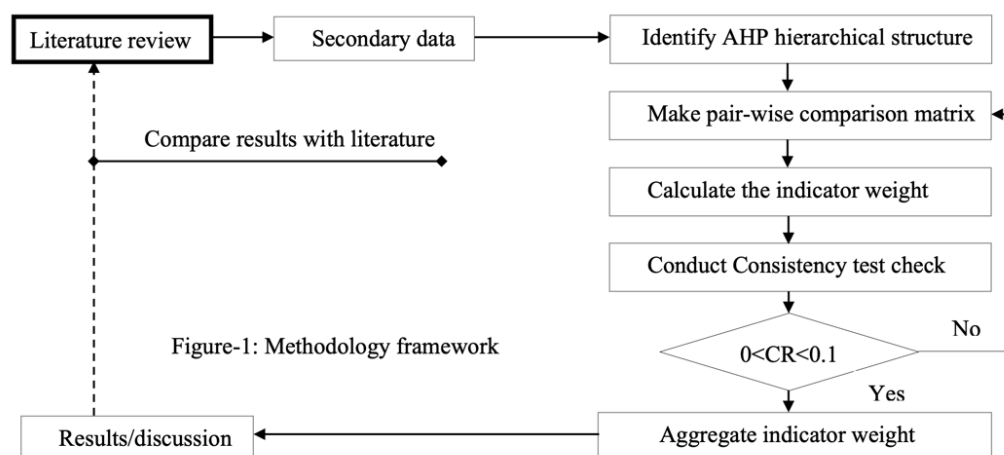 Literature review
Secondary data
Identify AHP hierarchical structure
Make pair-wise comparison matrix
Compare results with literature
Calculate the indicator weight
Conduct Consistency test check
Figure-1: Methodology framework
0<CR<0.1
No
Yes
Results/discussion
Aggregate indicator weight